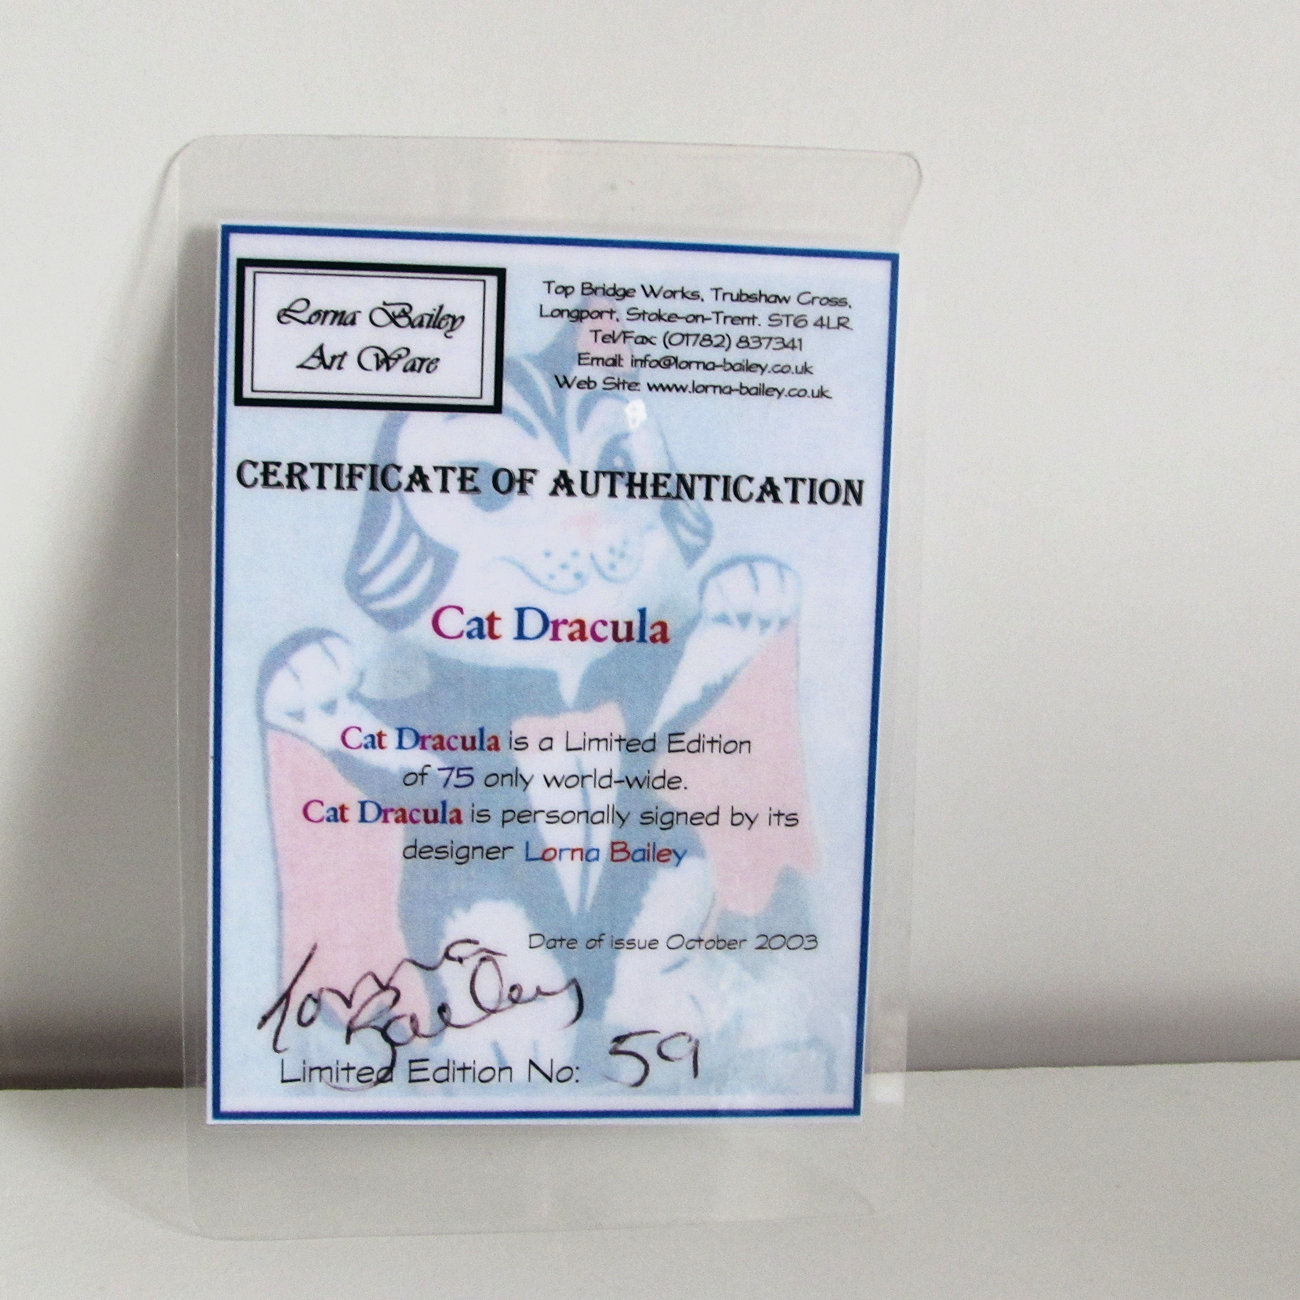 Lorna Bailey
Art Ware
Top Bridge Works, Trubshaw Cross,
Longport, Stoke-on-Trent. ST6 4LR
Tel/Fax: (01782) 837341
Email: info@lorna-bailey.co.uk
Web Site: www.lorna-bailey.co.uk
CERTIFICATE OF AUTHENTICATION
Cat Dracula
Cat Dracula is a Limited Edition
of 75 only world-wide.
Cat Dracula is personally signed by its
designer Lorna Bailey
Date of issue October 2003
Lorna
Bailey
Limited Edition No: 59